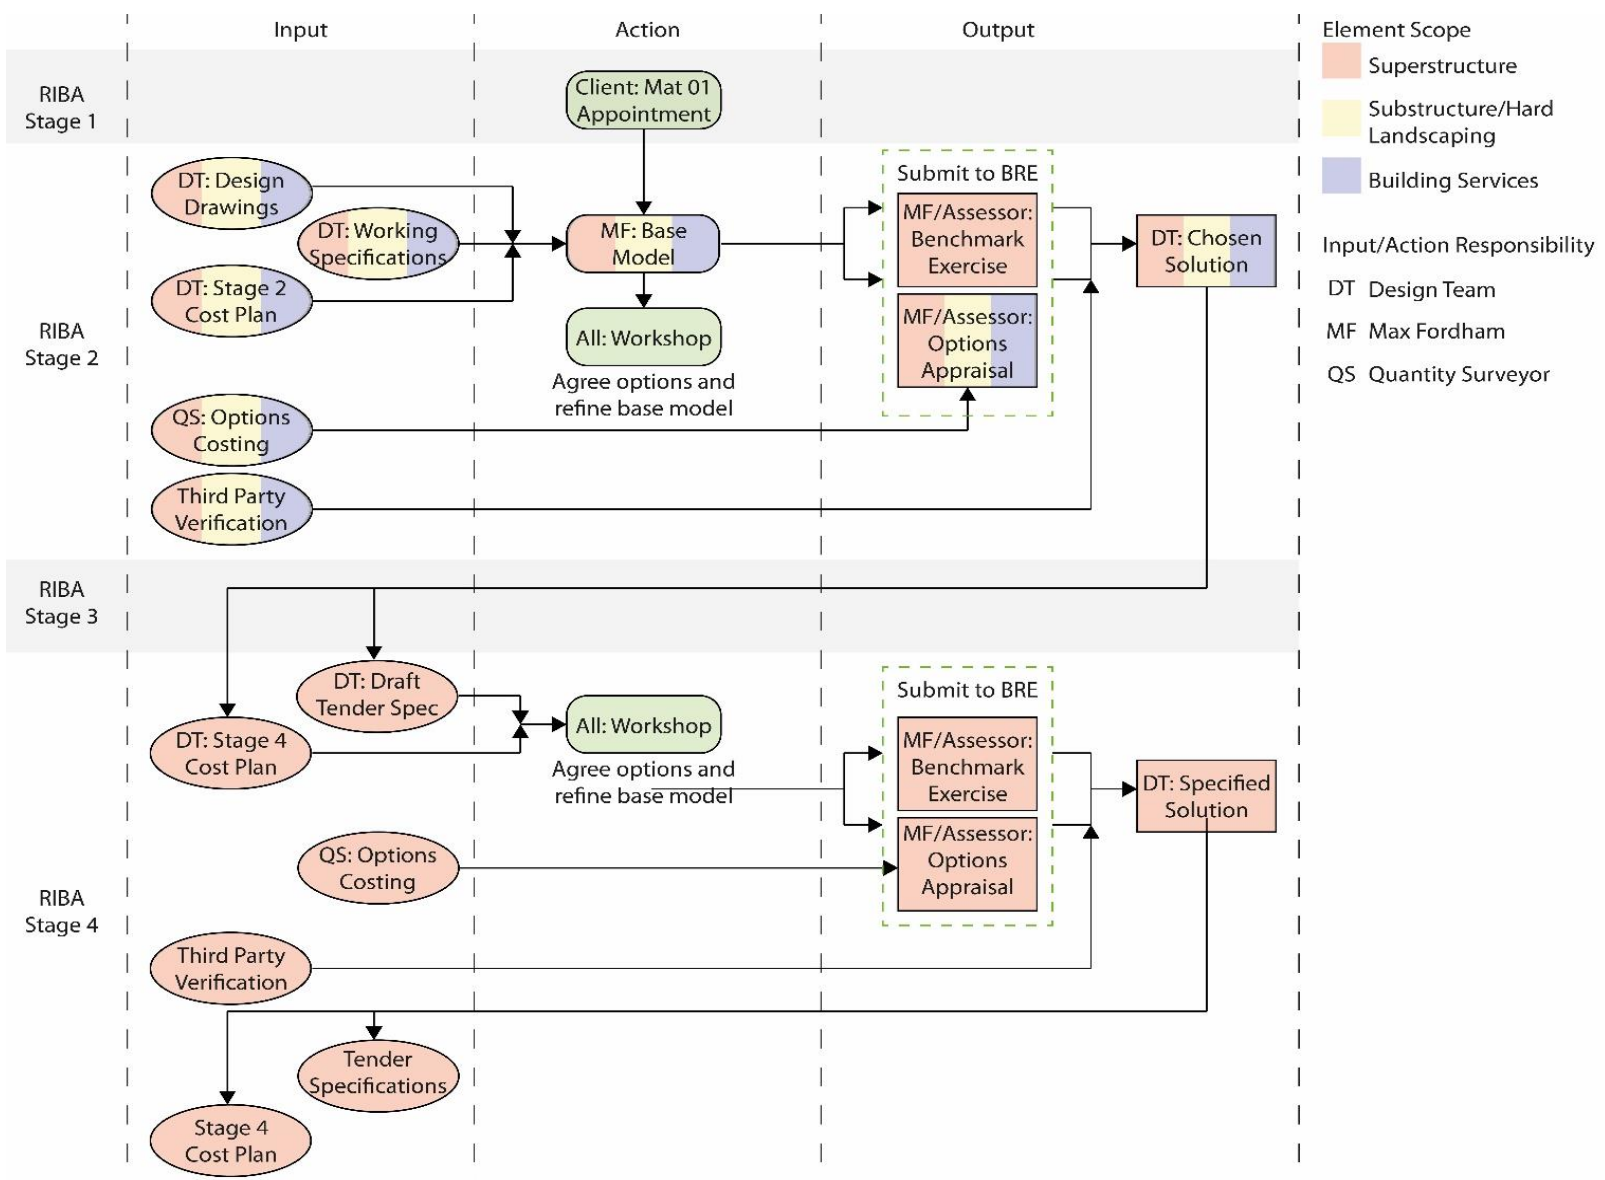 Input
Action
Output
RIBA
Stage 1
Client: Mat 01
Appointment
RIBA
Stage 2
DT: Design
Drawings
DT: Working
Specifications
DT: Stage 2
Cost Plan
QS: Options
Costing
Third Party
Verification
MF: Base
Model
All: Workshop
Agree options and
refine base model
Submit to BRE
MF/Assessor:
Benchmark
Exercise
MF/Assessor:
Options
Appraisal
DT: Chosen
Solution
RIBA
Stage 3
RIBA
Stage 4
DT: Draft
Tender Spec
DT: Stage 4
Cost Plan
QS: Options
Costing
Third Party
Verification
Tender
Specifications
Stage 4
Cost Plan
All: Workshop
Agree options and
refine base model
Submit to BRE
MF/Assessor:
Benchmark
Exercise
MF/Assessor:
Options
Appraisal
DT: Specified
Solution
Element Scope
Superstructure
Substructure/Hard
Landscaping
Building Services
Input/Action Responsibility
DT Design Team
MF Max Fordham
QS Quantity Surveyor